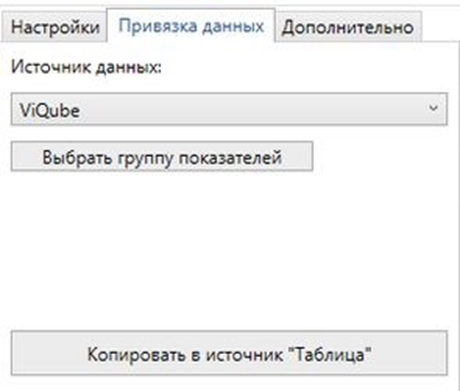 Настройки Привязка данных Дополнительно
Источник данных:
ViQube
Выбрать группу показателей
Копировать в источник "Таблица"